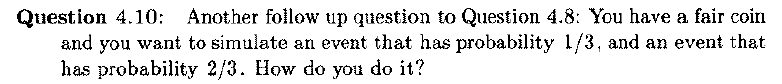 Question 4.10: Another follow up question to Question 4.8: You have a fair coin
and you want to simulate an event that has probability 1/3, and an event that
has probability 2/3. How do you do it?